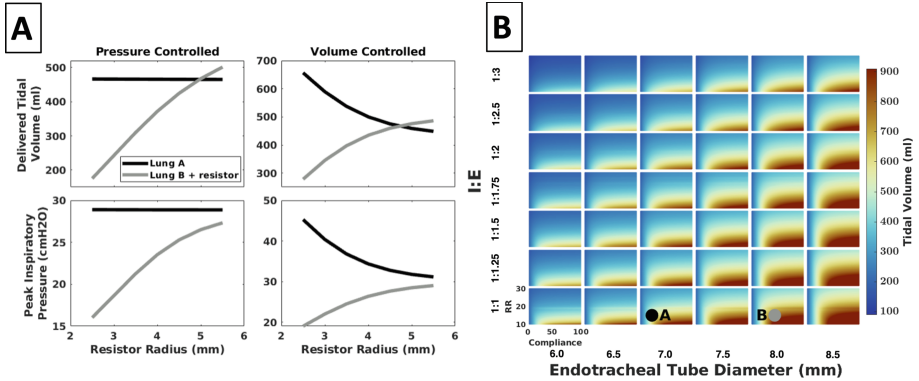 A
Pressure Controlled
Volume Controlled
Delivered Tidal
Volume (ml)
500
400
300
200
Lung A
Lung B + resistor
700
600
500
400
300
Peak Inspiratory
Pressure (cmH2O)
30
25
20
15
2
3
4
5
6
Resistor Radius (mm)
50
40
30
20
2
3
4
5
6
Resistor Radius (mm)
B
I:E
1:3
1:2.5
1:2
1:1.75
1:1.5
1:1.25
1:1
30
RR
10
A
B
0 50 100
Compliance
6.0 6.5 7.0 7.5 8.0 8.5
Endotracheal Tube Diameter (mm)
900
800
700
600
500
400
300
200
100
Tidal Volume (ml)